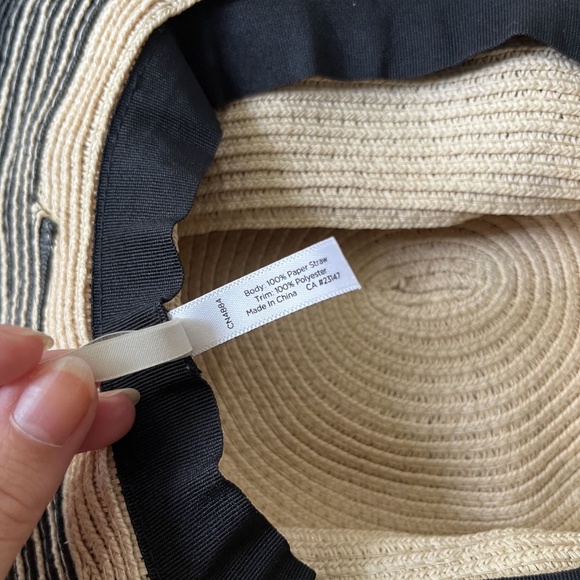 Body: 100% Paper Straw
Trim: 100% Polyester
Made In China CA #23147
CN4884